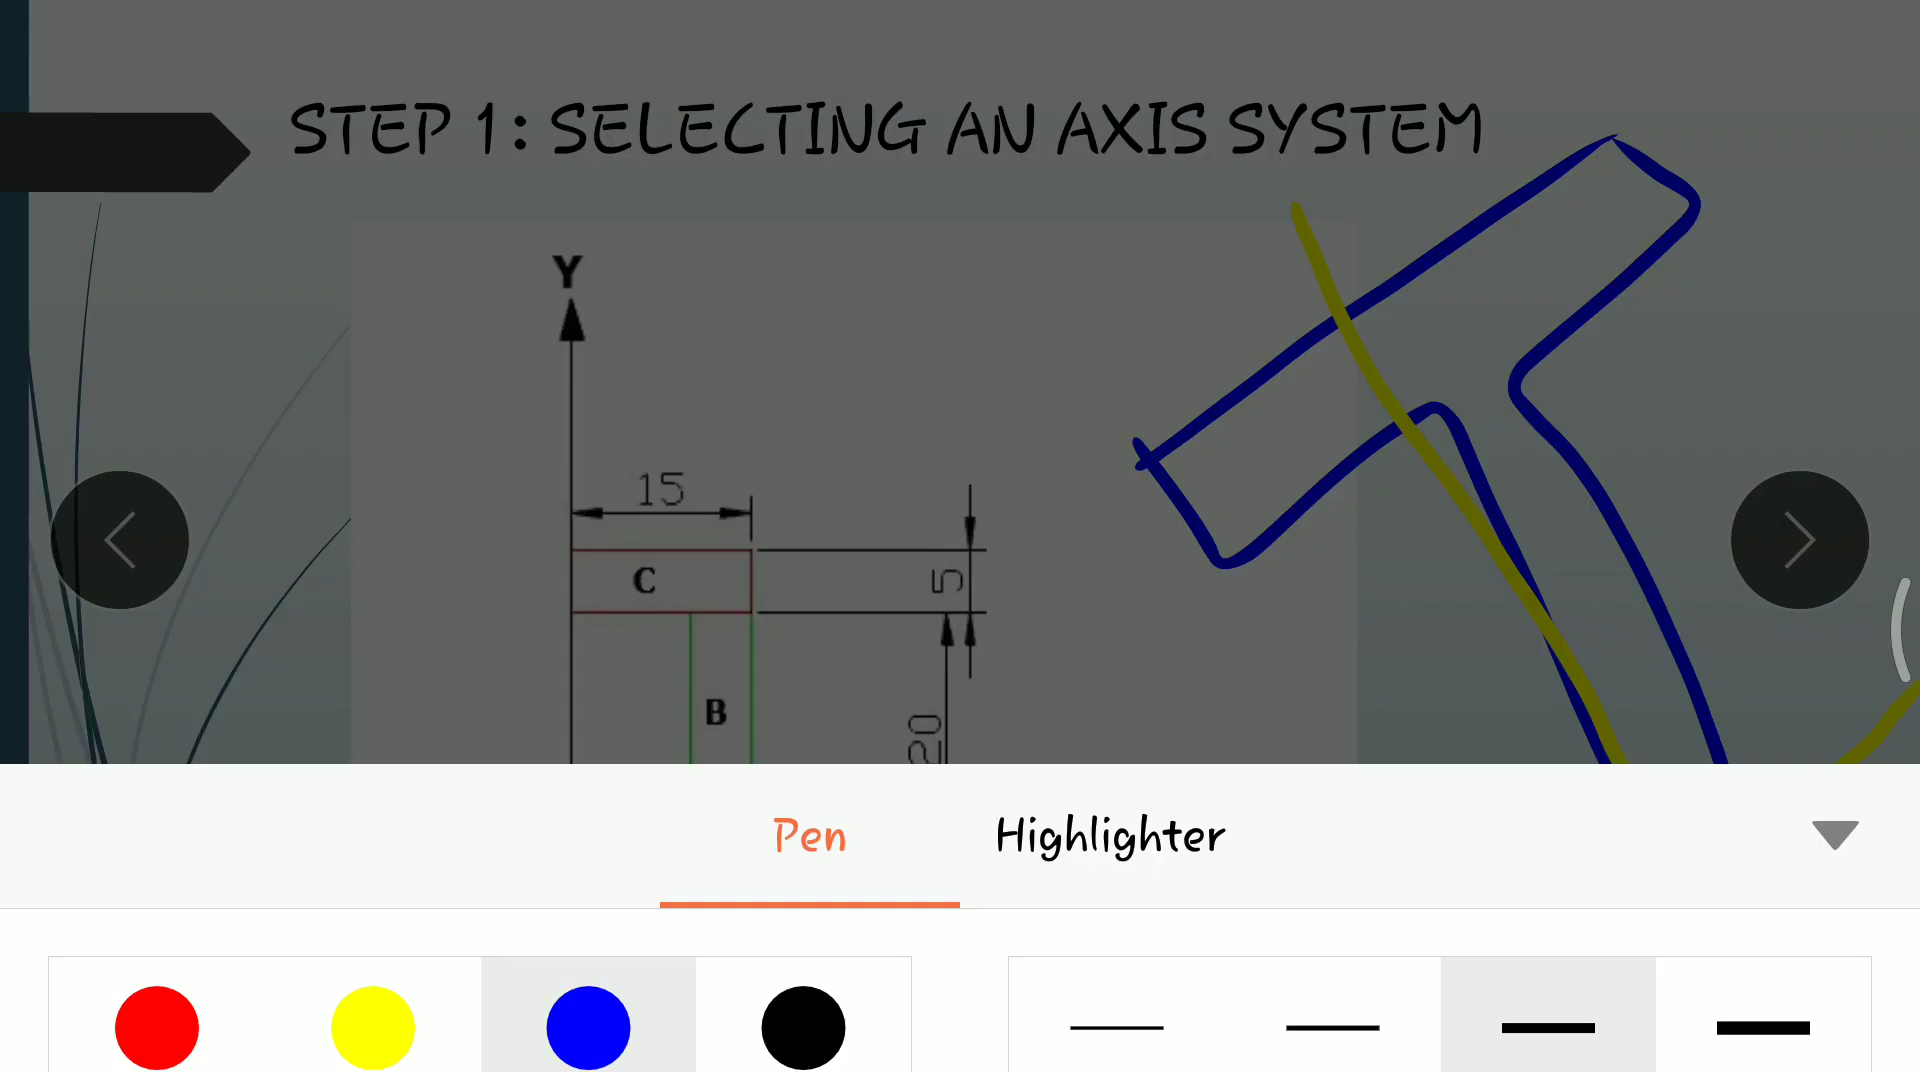 STEP 1: SELECTING AN AXIS SYSTEM
Y
15
C
5
B
20
Pen
Highlighter